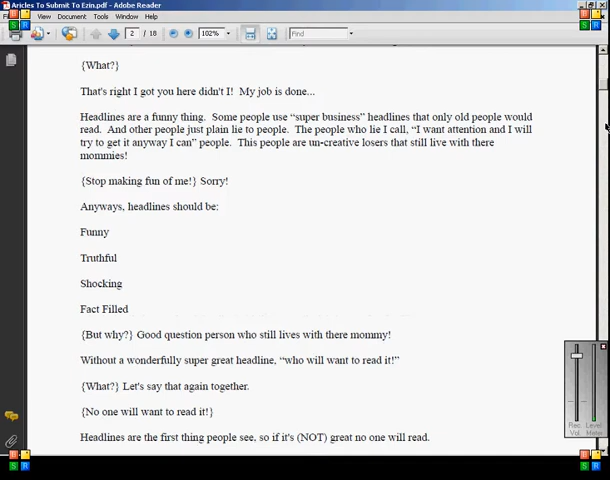 Aricles To Submit To Ezin.pdf - Adobe Reader
View Document Tools Window Help
2 / 18 102% Find
{What?}
That's right I got you here didn't I! My job is done...
Headlines are a funny thing. Some people use “super business” headlines that only old people would
read. And other people just plain lie to people. The people who lie I call, “I want attention and I will
try to get it anyway I can” people. This people are un-creative losers that still live with there
mommies!
{Stop making fun of me!} Sorry!
Anyways, headlines should be:
Funny
Truthful
Shocking
Fact Filled
{But why?} Good question person who still lives with there mommy!
Without a wonderfully super great headline, “who will want to read it!”
{What?} Let's say that again together.
{No one will want to read it!}
Headlines are the first thing people see, so if it's (NOT) great no one will read.
Rec Level
Vol Meter